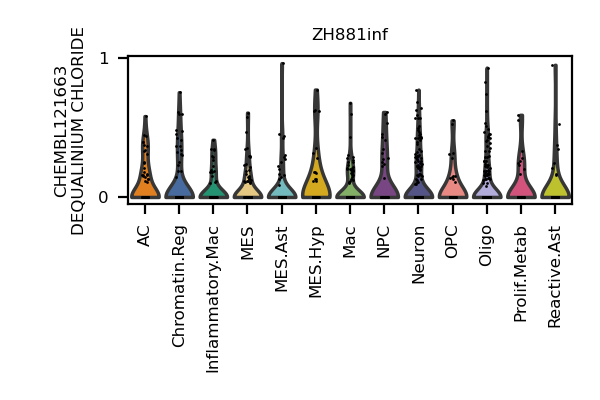 ZH881inf
CHEMBL121663
DEQUALINIUM CHLORIDE
1
0
AC
Chromatin.Reg
Inflammatory.Mac
MES
MES.Ast
MES.Hyp
Mac
NPC
Neuron
OPC
Oligo
Prolif.Metab
Reactive.Ast